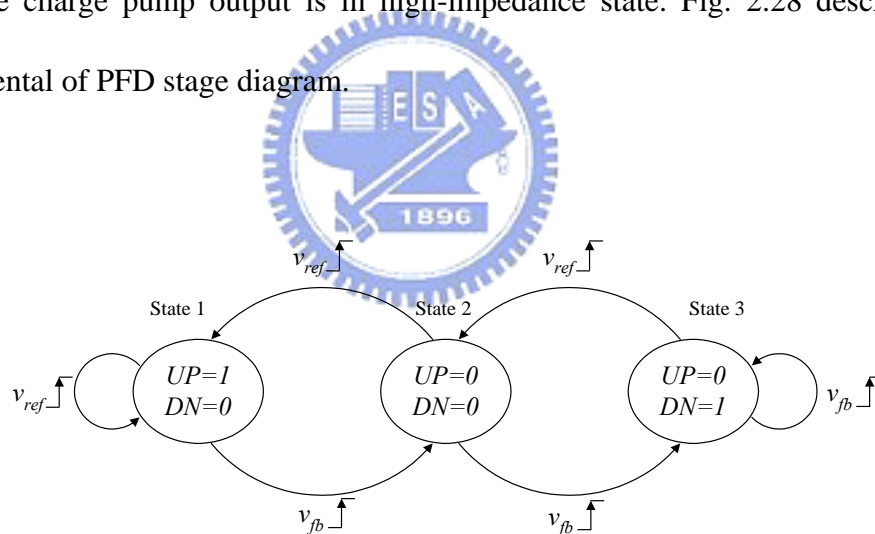 charge pump output is in high-impedance state. Fig. 2.28
of PFD stage diagram.
E S A
1896
v_ref v_ref
State 1 State 2 State 3
v_ref UP=1 UP=0 UP=0 v_fb
DN=0 DN=0 DN=1
v_fb v_fb